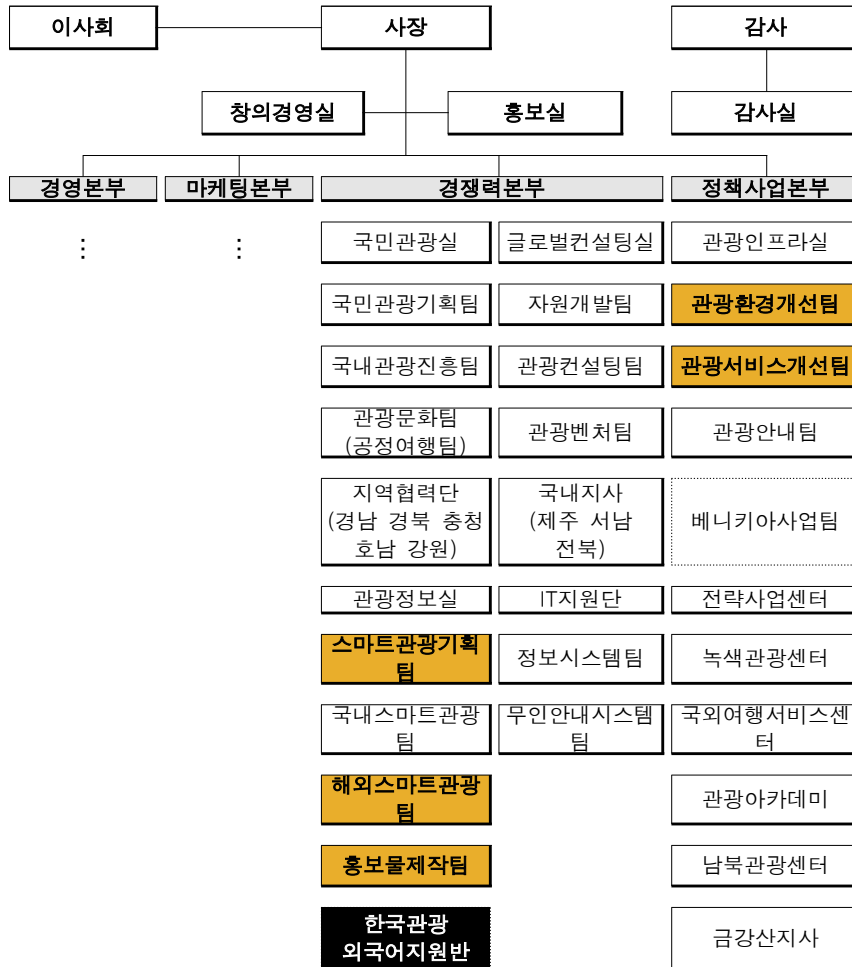 이사회
사장
감사
창의경영실
홍보실
감사실
경영본부
마케팅본부
경쟁력본부
정책사업본부
⋮
⋮
국민관광실
글로벌컨설팅실
관광인프라실
국민관광기획팀
자원개발팀
관광환경개선팀
국내관광진흥팀
관광컨설팅팀
관광서비스개선팀
관광문화팀
(공정여행팀)
관광벤처팀
관광안내팀
지역협력단
(경남 경북 충청
호남 강원)
국내지사
(제주 서남
전북)
베니키아사업팀
관광정보실
IT지원단
전략사업센터
스마트관광기획
팀
정보시스템팀
녹색관광센터
국내스마트관광
팀
무인안내시스템
팀
국외여행서비스센
터
해외스마트관광
팀
관광아카데미
홍보물제작팀
남북관광센터
한국관광
외국어지원반
금강산지사